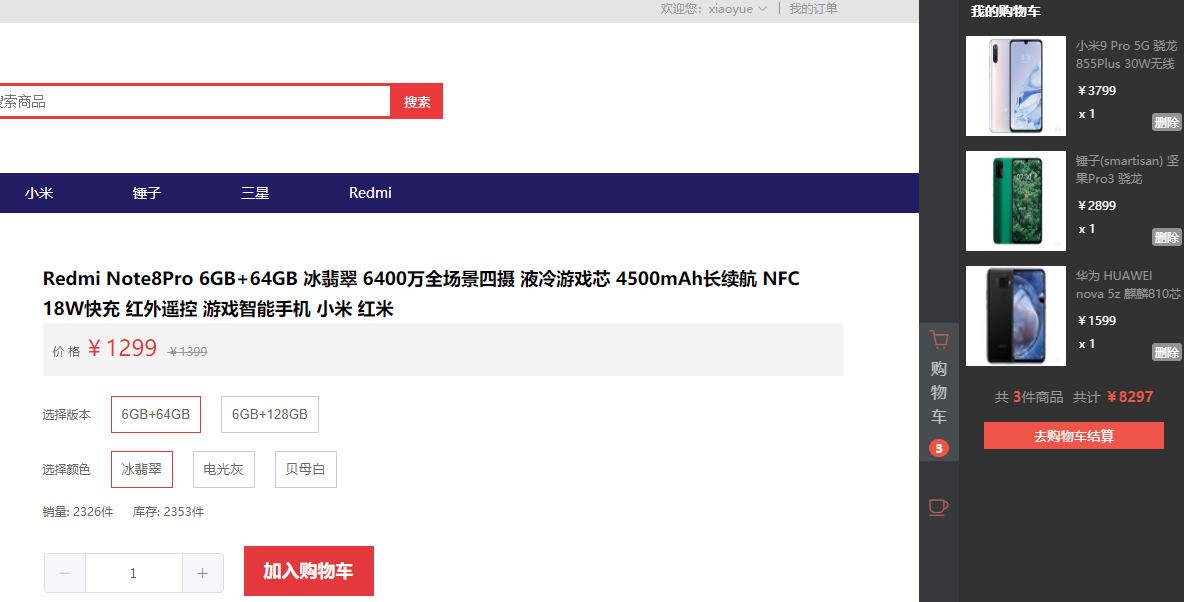 欢迎您：xiaoyue
我的订单
搜索商品
搜索
小米 锤子 三星 Redmi
Redmi Note8Pro 6GB+64GB 冰翡翠 6400万全场景四摄 液冷游戏芯 4500mAh长续航 NFC
18W快充 红外遥控 游戏智能手机 小米 红米
价 格 ￥1299 ￥1399
选择版本 6GB+64GB 6GB+128GB
选择颜色 冰翡翠 电光灰 贝母白
销量: 2326件 库存: 2353件
1
加入购物车
购
物
车
3
我的购物车
小米9 Pro 5G 骁龙
855Plus 30W无线
￥3799
x 1
删除
锤子(smartisan) 坚
果Pro3 骁龙
￥2899
x 1
删除
华为 HUAWEI
nova 5z 麒麟810芯
￥1599
x 1
删除
共 3件商品 共计 ￥8297
去购物车结算